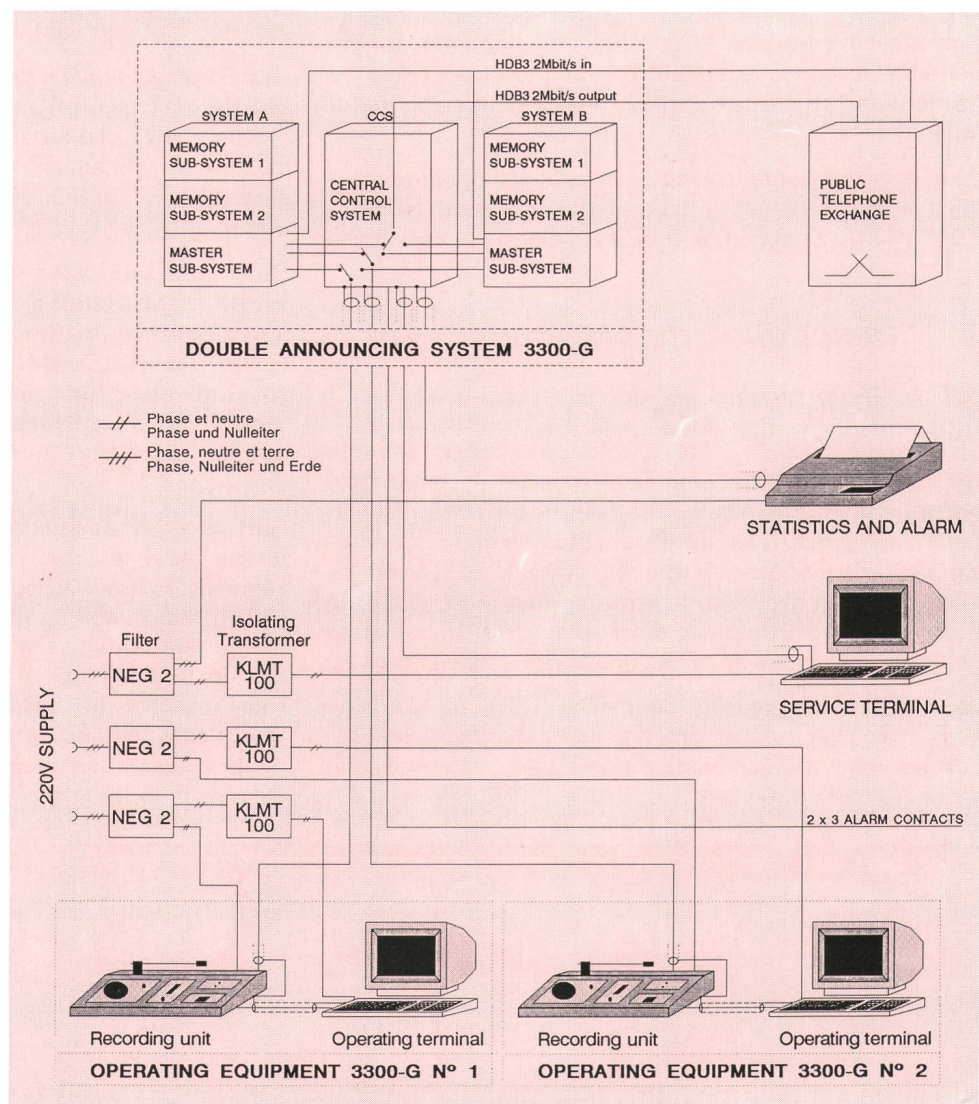 HDB3 2Mbit/s in
HDB3 2Mbit/s output
SYSTEM A
CCS
SYSTEM B
MEMORY
SUB-SYSTEM 1
MEMORY
SUB-SYSTEM 2
MASTER
SUB-SYSTEM
CENTRAL
CONTROL
SYSTEM
MEMORY
SUB-SYSTEM 1
MEMORY
SUB-SYSTEM 2
MASTER
SUB-SYSTEM
PUBLIC
TELEPHONE
EXCHANGE
DOUBLE ANNOUNCING SYSTEM 3300-G
Phase et neutre
Phase und Nulleiter
Phase, neutre et terre
Phase, Nulleiter und Erde
STATISTICS AND ALARM
SERVICE TERMINAL
220V SUPPLY
Filter
Isolating
Transformer
NEG 2
KLMT
100
NEG 2
KLMT
100
NEG 2
KLMT
100
2 x 3 ALARM CONTACTS
Recording unit
Operating terminal
OPERATING EQUIPMENT 3300-G Nº 1
Recording unit
Operating terminal
OPERATING EQUIPMENT 3300-G Nº 2